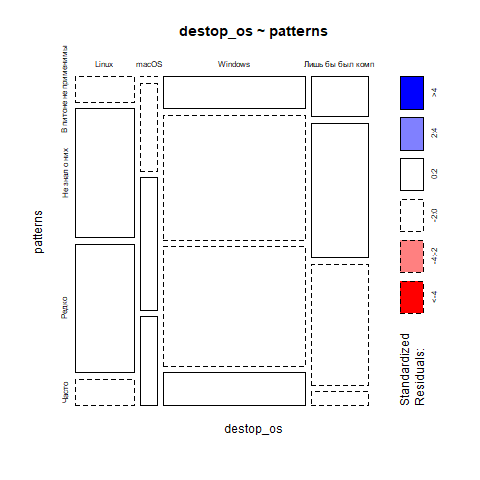 destop_os ~ patterns
Linux
macOS
Windows
Лишь бы был комп
В питоне не применимы
Не знал о них
Редко
Часто
patterns
destop_os
>4
2:4
0:2
-2:0
-4:-2
<-4
Standardized
Residuals: